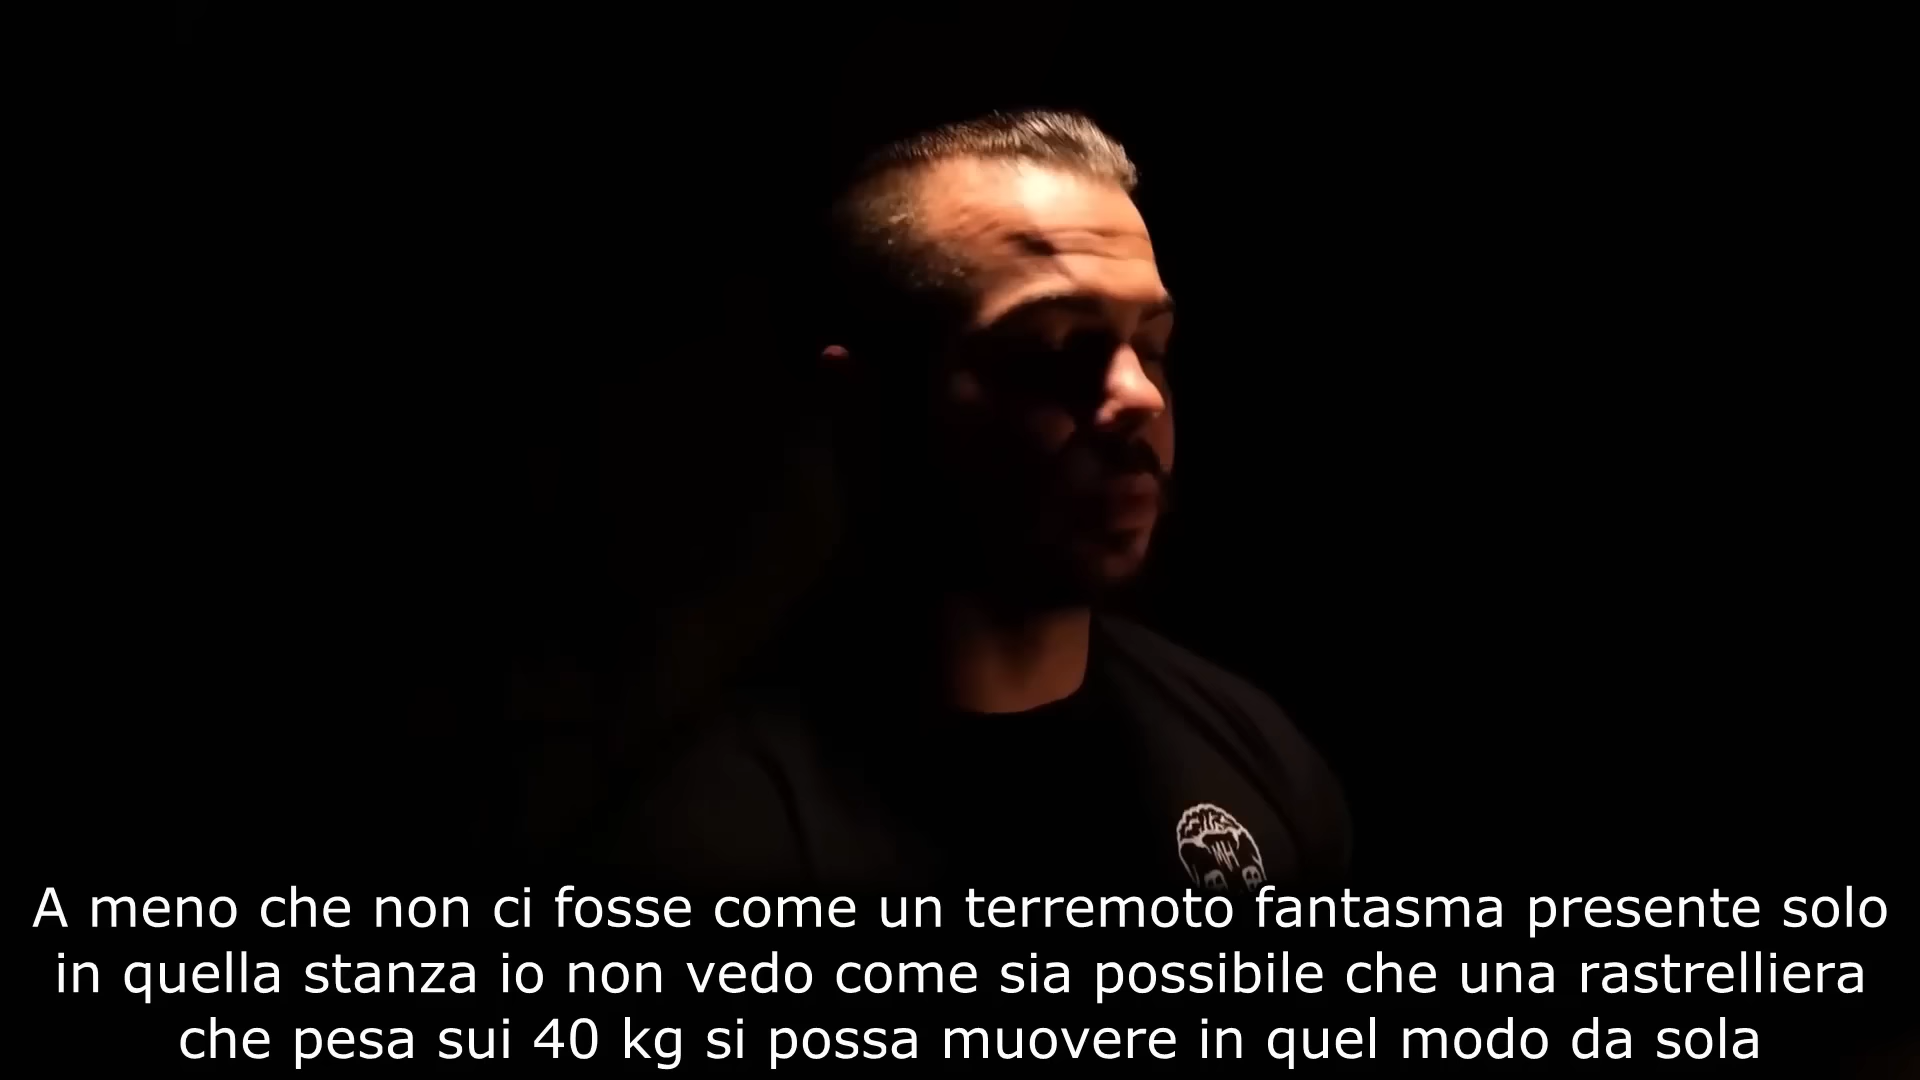 MH
A meno che non ci fosse come un terremoto fantasma presente solo
in quella stanza io non vedo come sia possibile che una rastrelliera
che pesa sui 40 kg si possa muovere in quel modo da sola